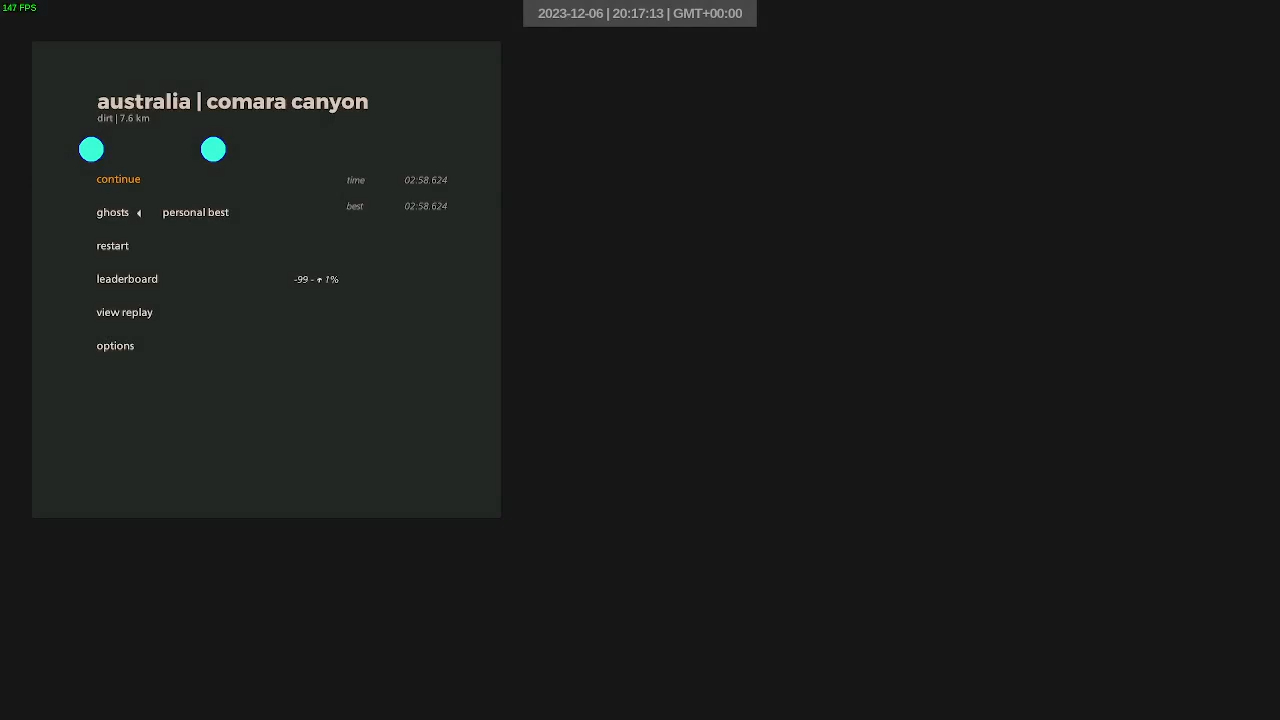 147 FPS
2023-12-06 | 20:17:13 | GMT+00:00
australia | comara canyon
dirt | 7.6 km
continue
time 02:58.624
best 02:58.624
ghosts personal best
restart
leaderboard -99 - ↑ 1%
view replay
options